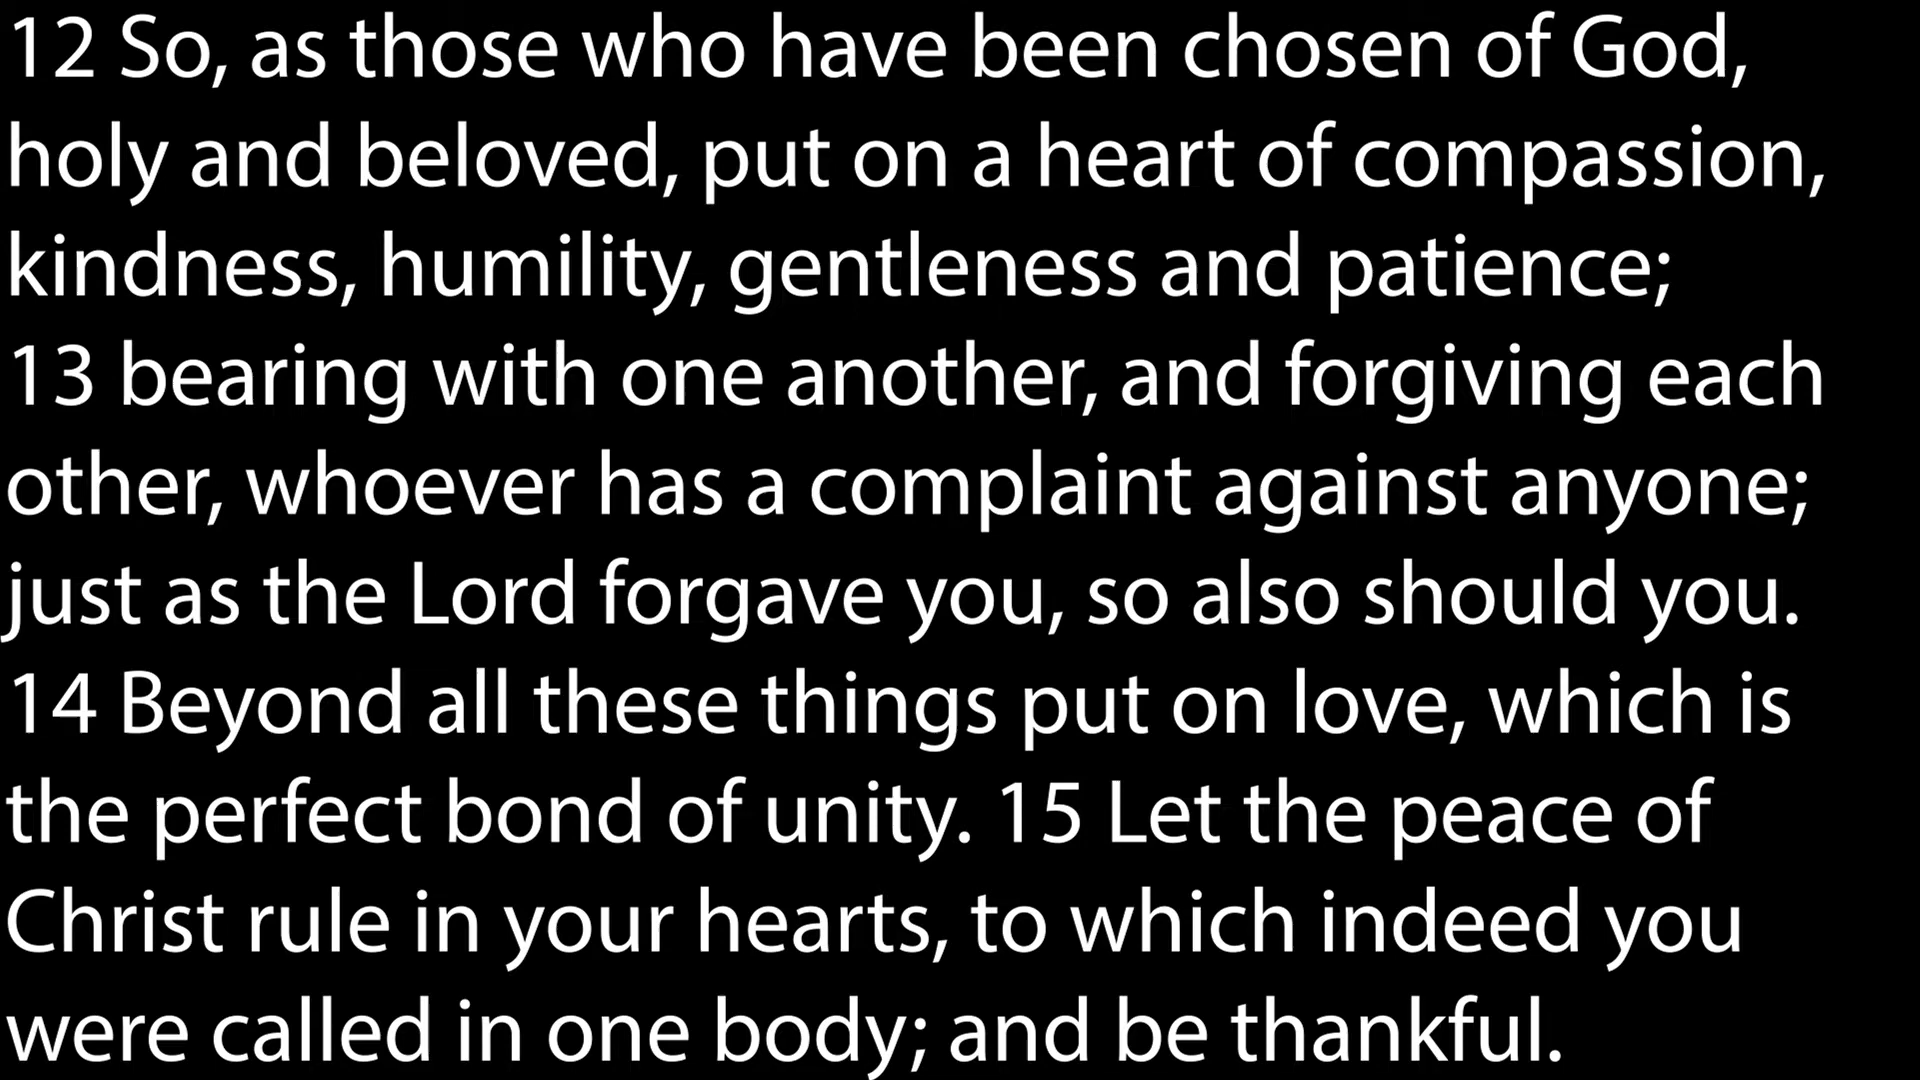 12 So, as those who have been chosen of God,
holy and beloved, put on a heart of compassion,
kindness, humility, gentleness and patience;
13 bearing with one another, and forgiving each
other, whoever has a complaint against anyone;
just as the Lord forgave you, so also should you.
14 Beyond all these things put on love, which is
the perfect bond of unity. 15 Let the peace of
Christ rule in your hearts, to which indeed you
were called in one body; and be thankful.